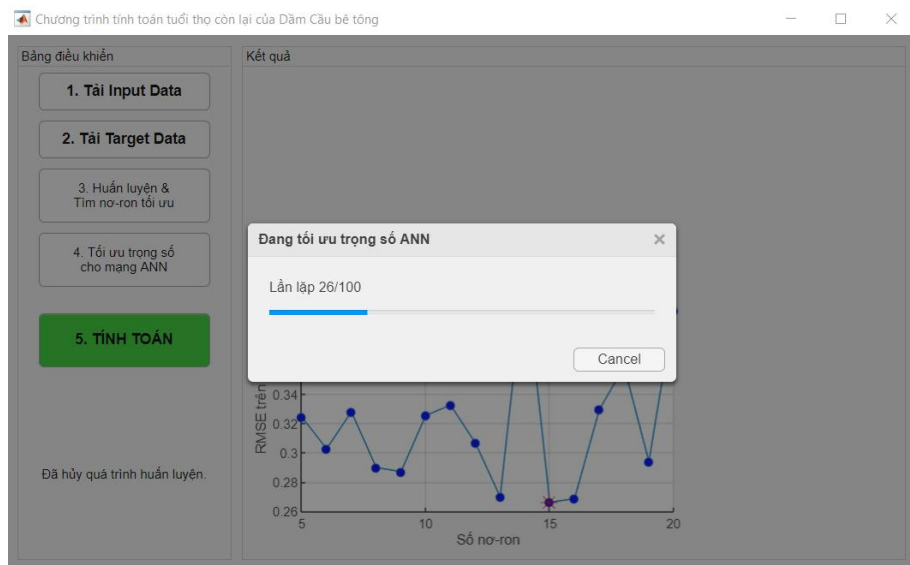 Chương trình tính toán tuổi thọ còn lại của Dầm Cầu bê tông
Bảng điều khiển
1. Tải Input Data
2. Tải Target Data
3. Huấn luyện &
Tìm nơ-ron tối ưu
4. Tối ưu trọng số
cho mạng ANN
5. TÍNH TOÁN
Đã hủy quá trình huấn luyện.
Kết quả
Đang tối ưu trọng số ANN
Lần lặp 26/100
Cancel
RMSE trên
0.34
0.32
0.3
0.28
0.26
5
10
15
20
Số nơ-ron